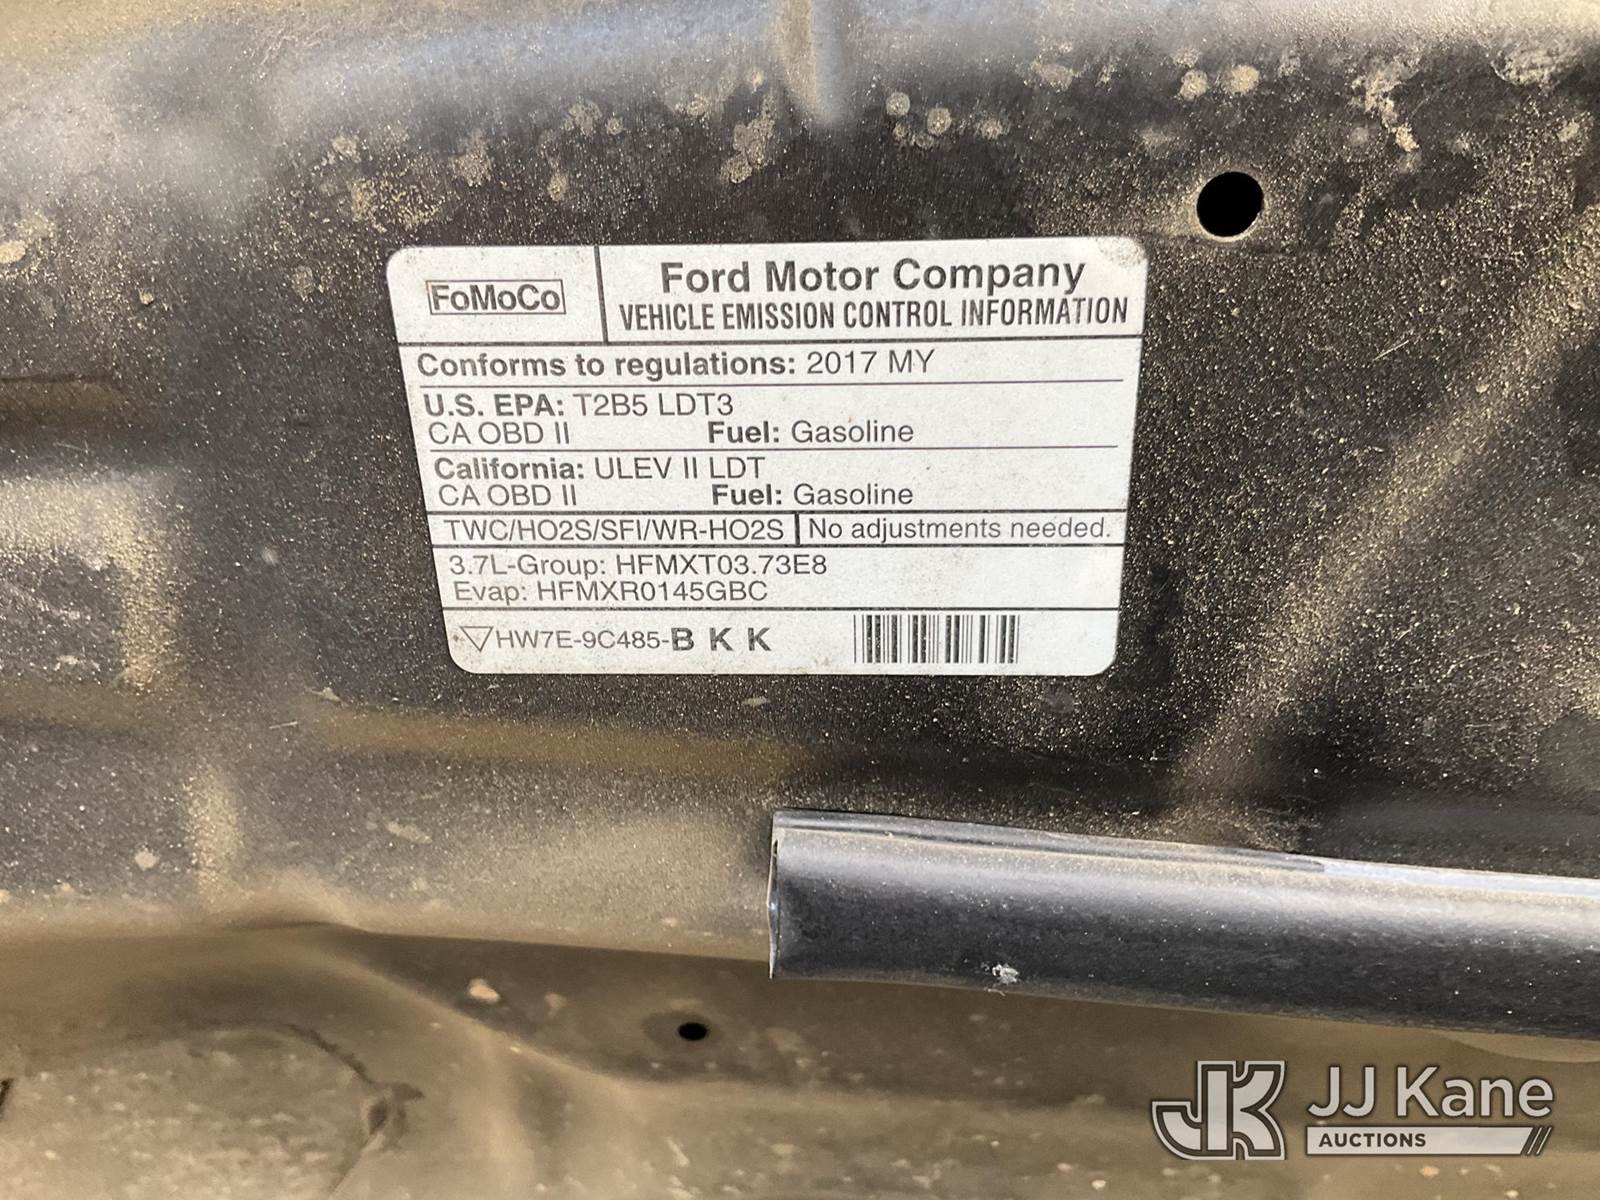 FoMoCo
Ford Motor Company
VEHICLE EMISSION CONTROL INFORMATION
Conforms to regulations: 2017 MY
U.S. EPA: T2B5 LDT3
CA OBD II Fuel: Gasoline
California: ULEV II LDT
CA OBD II Fuel: Gasoline
TWC/HO2S/SFI/WR-HO2S No adjustments needed.
3.7L-Group: HFMXT03.73E8
Evap: HFMXR0145GBC
HW7E-9C485-B K K
JK JJ Kane
AUCTIONS